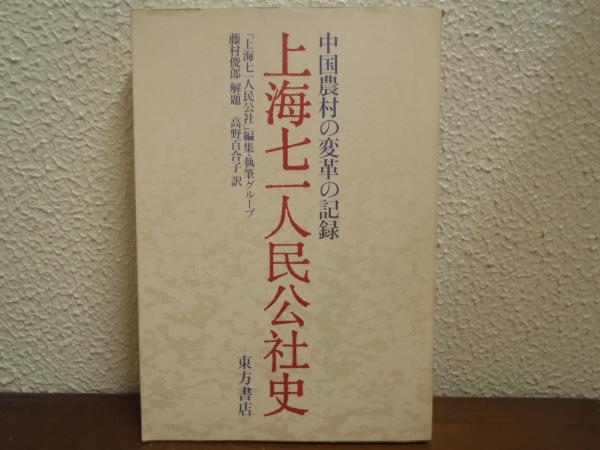 中国農村の変革の記録
上海七一人民公社史
「上海七一人民公社」編集・執筆グループ
藤村俊郎 解題　高野百合子 訳
東方書店